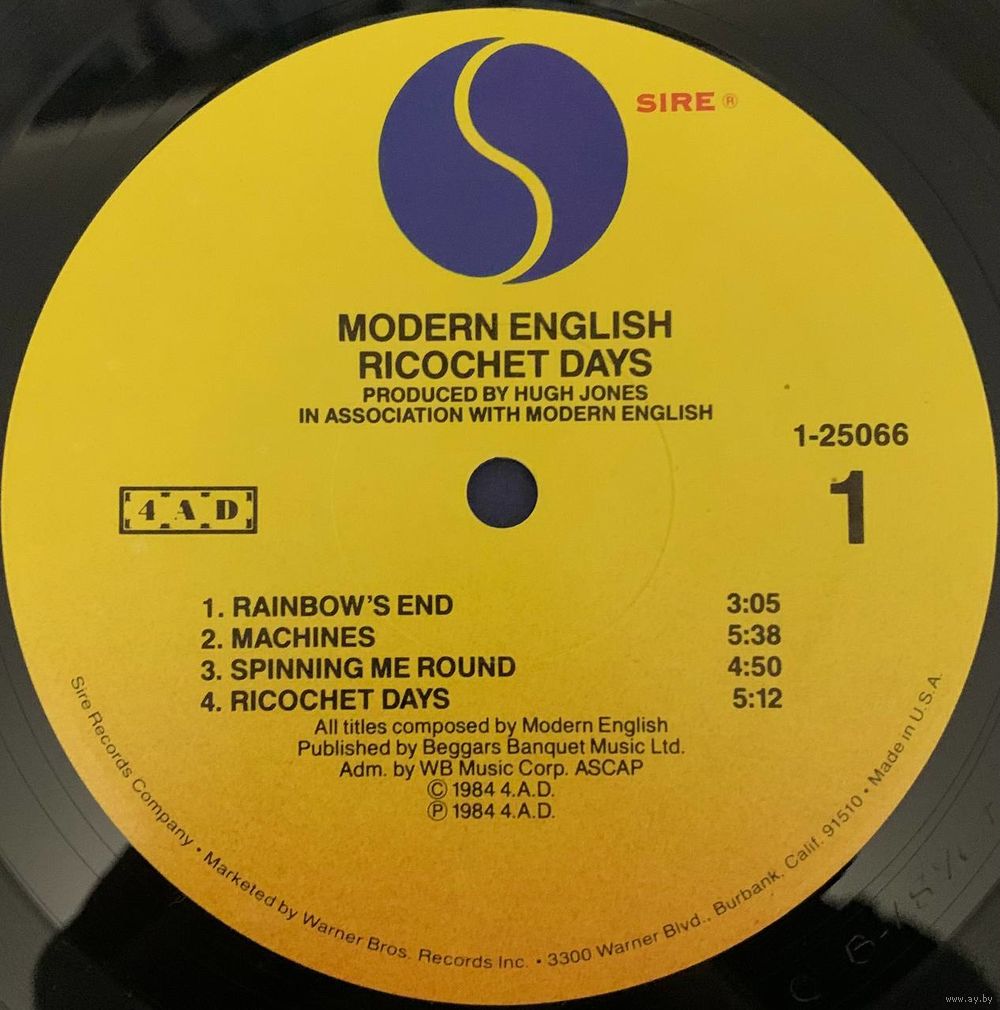 SIRE ®
MODERN ENGLISH
RICOCHET DAYS
PRODUCED BY HUGH JONES
IN ASSOCIATION WITH MODERN ENGLISH
1-25066
4 A D
1
1. RAINBOW'S END 3:05
2. MACHINES 5:38
3. SPINNING ME ROUND 4:50
4. RICOCHET DAYS 5:12
All titles composed by Modern English
Published by Beggars Banquet Music Ltd.
Adm. by WB Music Corp. ASCAP
© 1984 4.A.D.
℗ 1984 4.A.D.
Sire Records Company • Marketed by Warner Bros. Records Inc. • 3300 Warner Blvd., Burbank, Calif. 91510 • Made in U.S.A.
www.ay.by